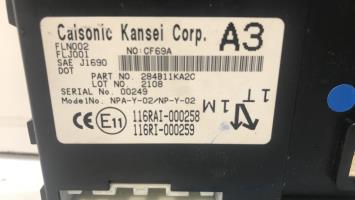 Calsonic Kansei Corp. A3
FLN002
FLJ001 NO:CF69A
SAE J1690
DOT
PART NO. 284B11KA2C
LOT NO. 2108
SERIAL No. 00249
ModelNo. NPA-Y-02/NP-Y-02
1T
1M
CE E11 116RAI-000258
116RI-000259